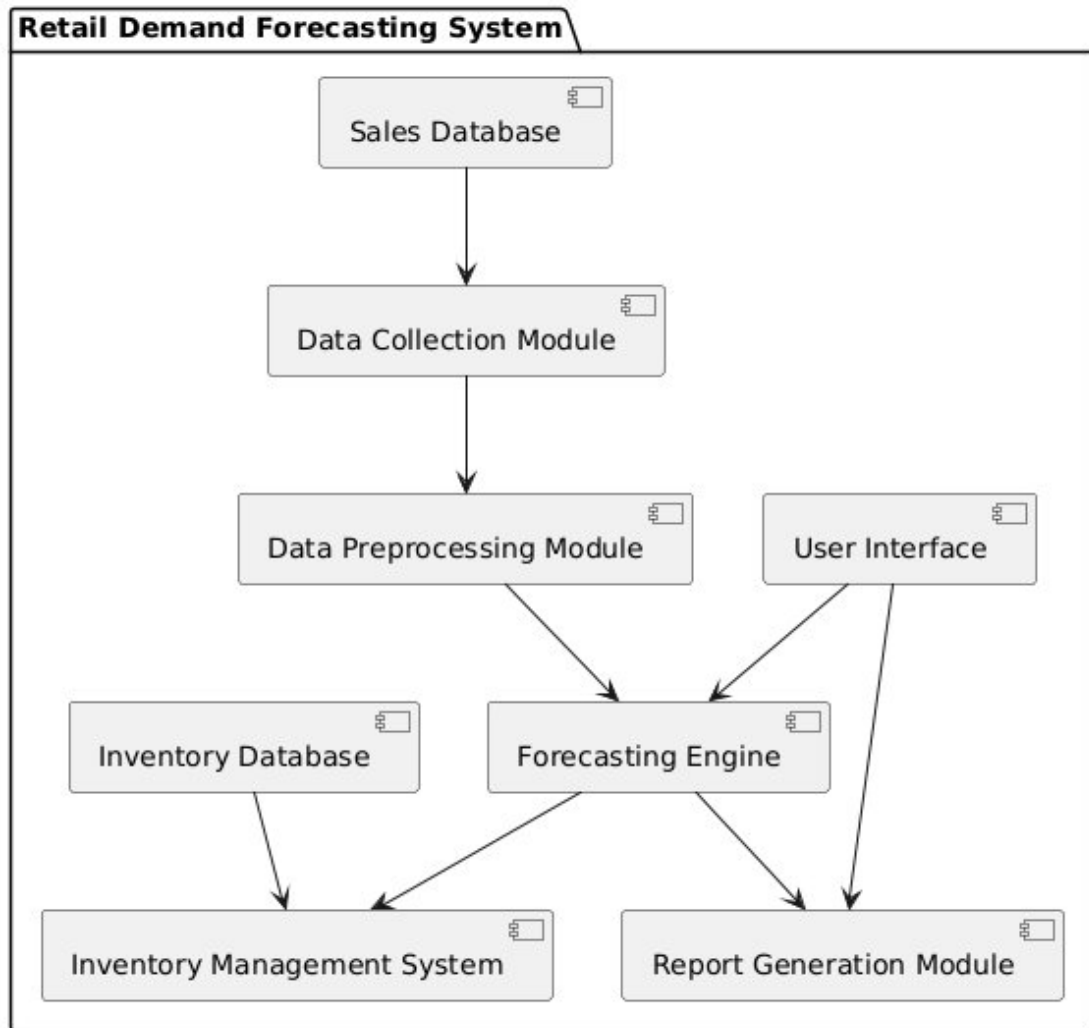 Retail Demand Forecasting System
Sales Database
Data Collection Module
Data Preprocessing Module
User Interface
Inventory Database
Forecasting Engine
Inventory Management System
Report Generation Module